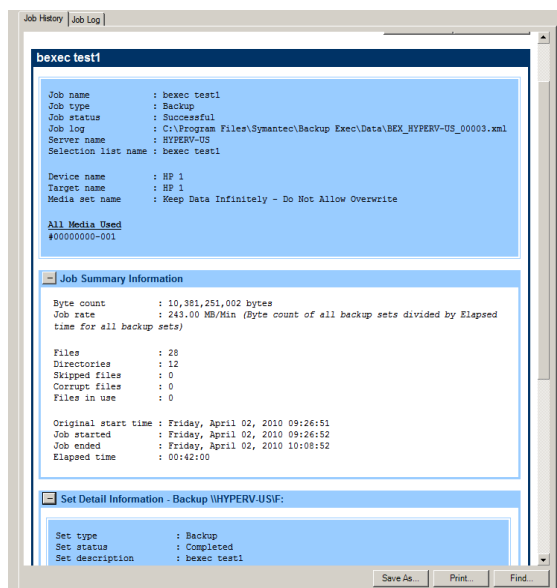 Job History Job Log
bexec test1
Job name : bexec test1
Job type : Backup
Job status : Successful
Job log : C:\Program Files\Symantec\Backup Exec\Data\BEX_HYPERV-US_00003.xml
Server name : HYPERV-US
Selection list name : bexec test1
Device name : HP 1
Target name : HP 1
Media set name : Keep Data Infinitely - Do Not Allow Overwrite
All Media Used
#00000000-001
Job Summary Information
Byte count : 10,381,251,002 bytes
Job rate : 243.00 MB/Min (Byte count of all backup sets divided by Elapsed
time for all backup sets)
Files : 28
Directories : 12
Skipped files : 0
Corrupt files : 0
Files in use : 0
Original start time : Friday, April 02, 2010 09:26:51
Job started : Friday, April 02, 2010 09:26:52
Job ended : Friday, April 02, 2010 10:08:52
Elapsed time : 00:42:00
Set Detail Information - Backup \\HYPERV-US\F:
Set type : Backup
Set status : Completed
Set description : bexec test1
Save As... Print... Find...